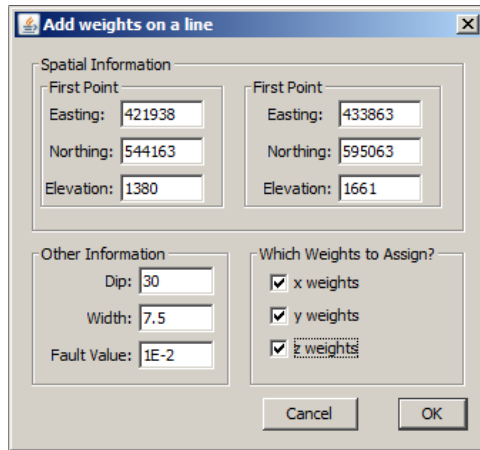 Add weights on a line
Spatial Information
First Point
Easting: 421938
Northing: 544163
Elevation: 1380
First Point
Easting: 433863
Northing: 595063
Elevation: 1661
Other Information
Dip: 30
Width: 7.5
Fault Value: 1E-2
Which Weights to Assign?
x weights
y weights
z weights
Cancel
OK